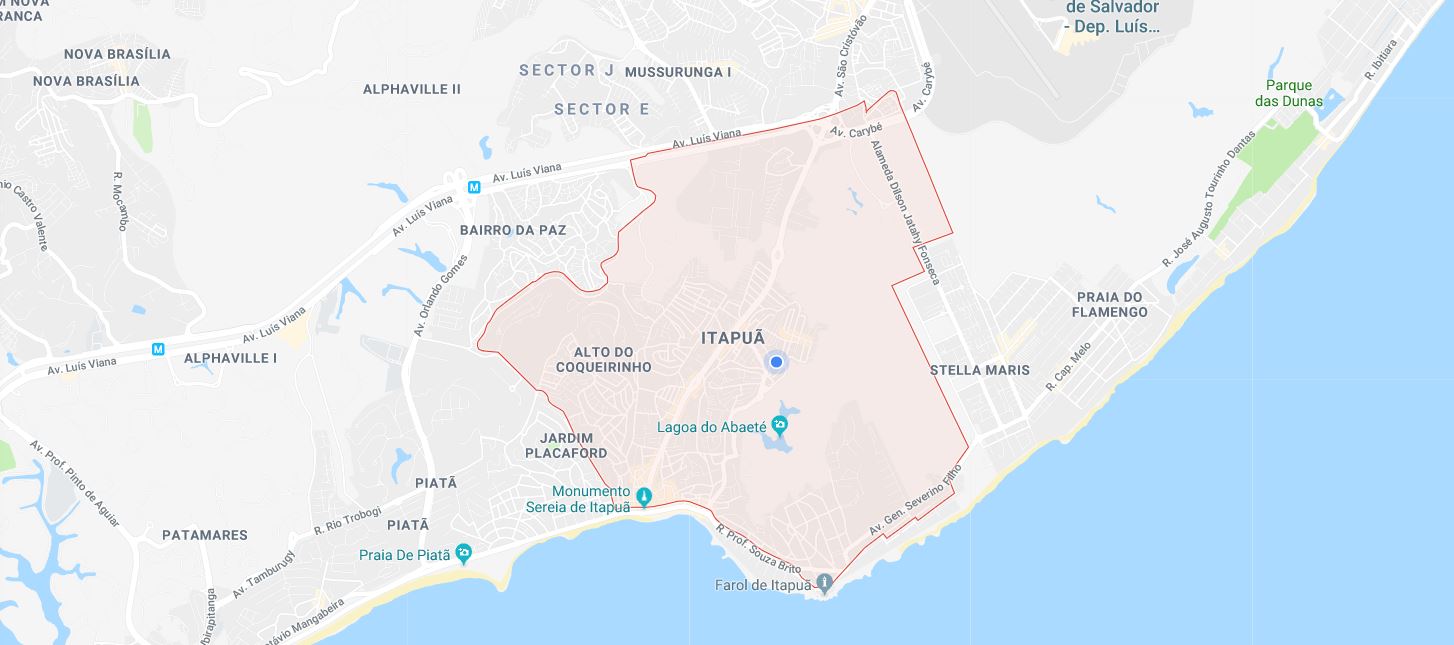 NOVA
RANCA
NOVA BRASÍLIA
NOVA BRASÍLIA
ALPHAVILLE II
SECTOR J
MUSSURUNGA I
SECTOR E
Av. São Cristóvão
Av. Carybé
de Salvador
- Dep. Luís...
R. Ibitiara
Parque
das Dunas
Av. Luís Viana
Av. Carybé
Alameda Dilson Jatahy Fonseca
R. José Augusto Tourinho Dantas
Av. Luís Viana
M
Av. Luís Viana
R. Mocambo
Castro Valente
BAIRRO DA PAZ
Av. Orlando Gomes
PRAIA DO
FLAMENGO
Av. Luís Viana
M
ALPHAVILLE I
Av. Luís Viana
ITAPUÃ
ALTO DO
COQUEIRINHO
STELLA MARIS
R. Cap. Melo
Lagoa do Abaeté
JARDIM
PLACAFORD
Av. Prof. Pinto de Aguiar
PIATÃ
Monumento
Sereia de Itapuã
Av. Gen. Severino Filho
R. Rio Trobogi
PIATÃ
PATAMARES
R. Prof. Souza Brito
Praia De Piatã
Av. Tamburugy
Farol de Itapuã
Ibirapitanga
távio Mangabeira